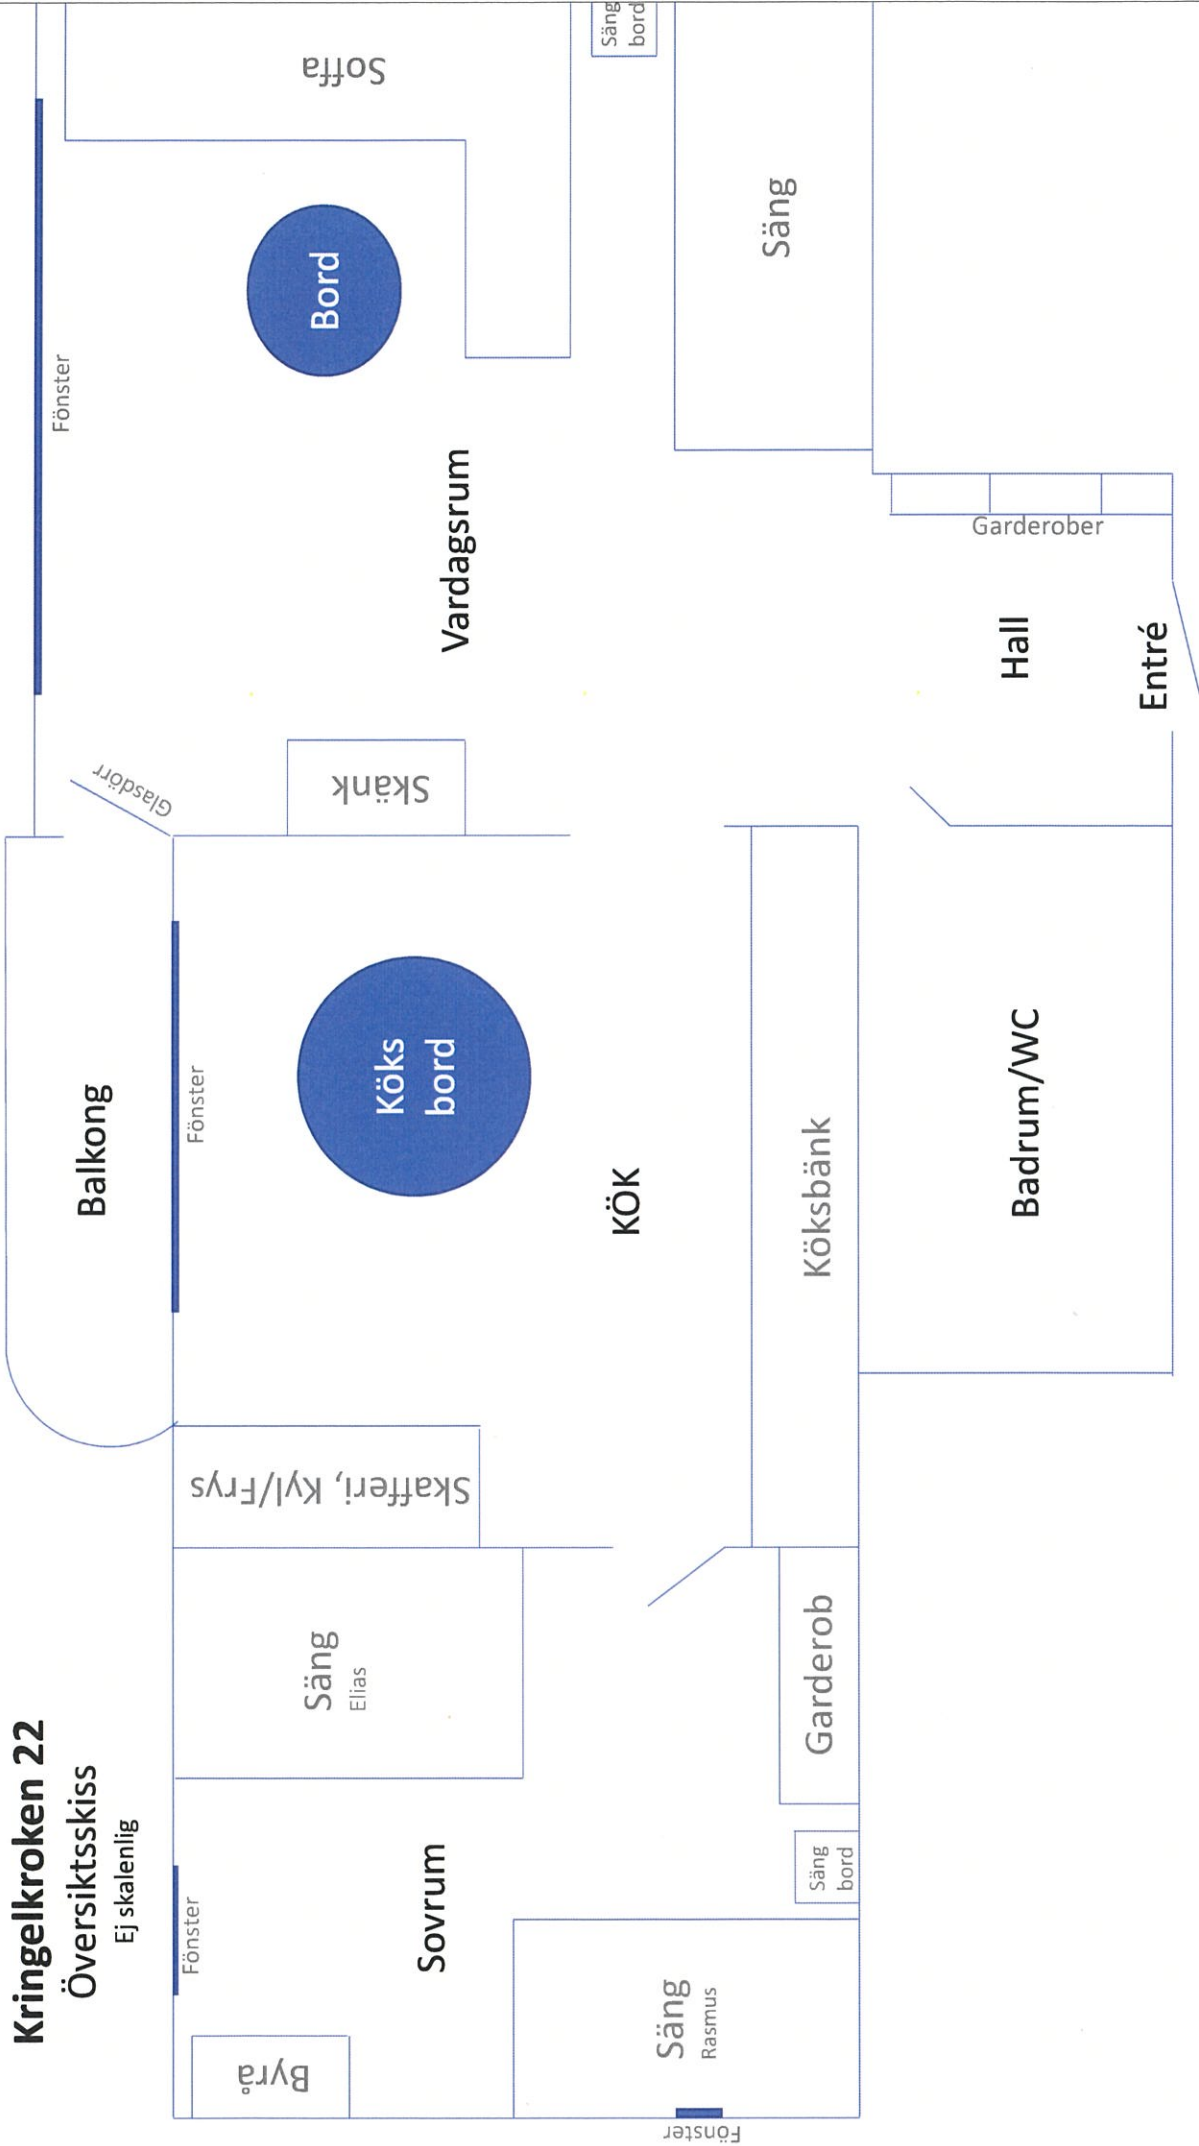 Kringelkroken 22
Översiktsskiss
Ej skalenlig
Balkong
Glasdörr
Fönster
Fönster
Fönster
Fönster
Byrå
Säng
Elias
Skafferi, Kyl/Frys
Köks
bord
Skänk
Bord
Soffa
Sovrum
KÖK
Vardagsrum
Säng
bord
Säng
Rasmus
Säng
bord
Garderob
Köksbänk
Säng
Badrum/WC
Hall
Garderober
Entré